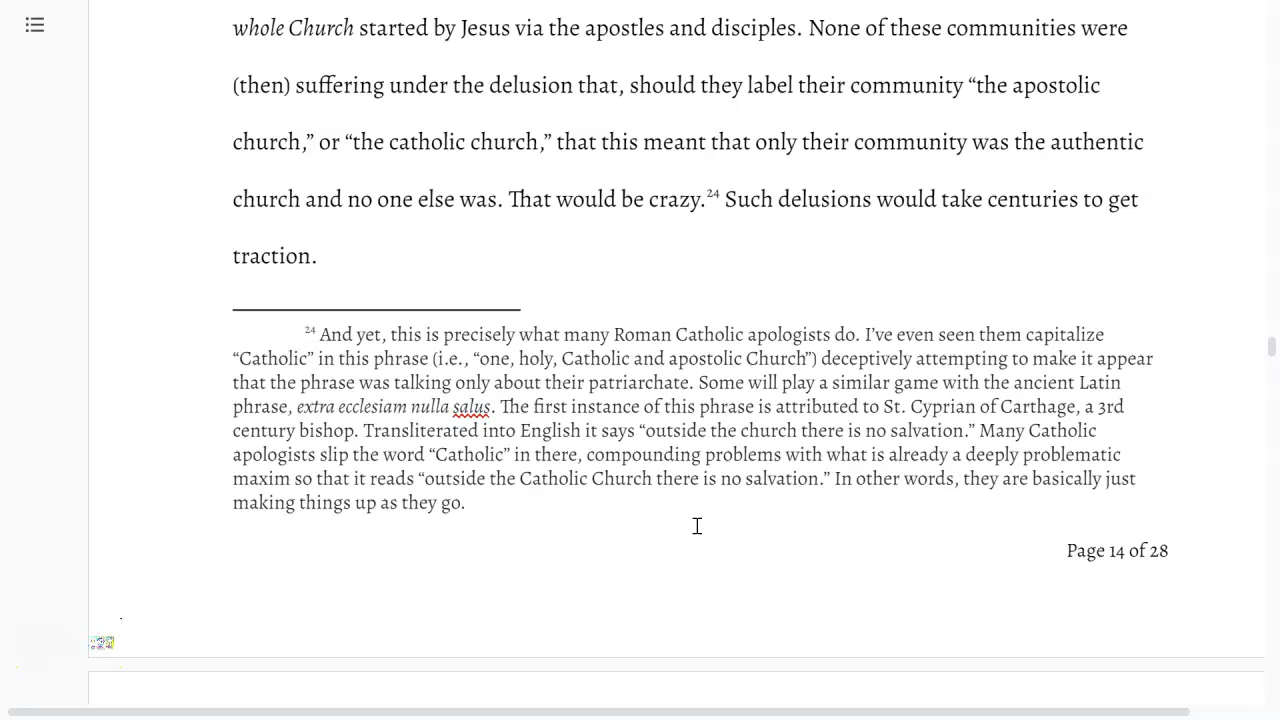 whole Church started by Jesus via the apostles and disciples. None of these communities were
(then) suffering under the delusion that, should they label their community “the apostolic
church,” or “the catholic church,” that this meant that only their community was the authentic
church and no one else was. That would be crazy.24 Such delusions would take centuries to get
traction.
24 And yet, this is precisely what many Roman Catholic apologists do. I’ve even seen them capitalize
“Catholic” in this phrase (i.e., “one, holy, Catholic and apostolic Church”) deceptively attempting to make it appear
that the phrase was talking only about their patriarchate. Some will play a similar game with the ancient Latin
phrase, extra ecclesiam nulla salus. The first instance of this phrase is attributed to St. Cyprian of Carthage, a 3rd
century bishop. Transliterated into English it says “outside the church there is no salvation.” Many Catholic
apologists slip the word “Catholic” in there, compounding problems with what is already a deeply problematic
maxim so that it reads “outside the Catholic Church there is no salvation.” In other words, they are basically just
making things up as they go.
Page 14 of 28